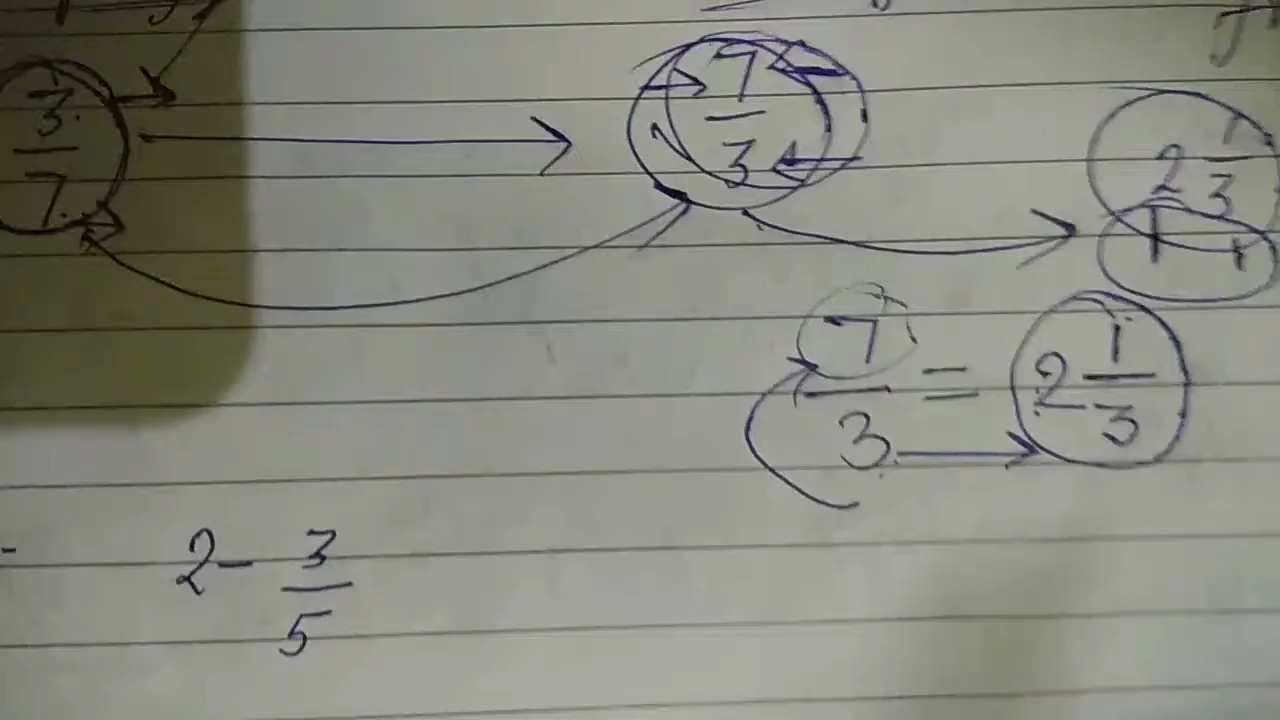 3/7 → 7/3 → 2 1/3
7/3 = 2 1/3
2 - 3/5